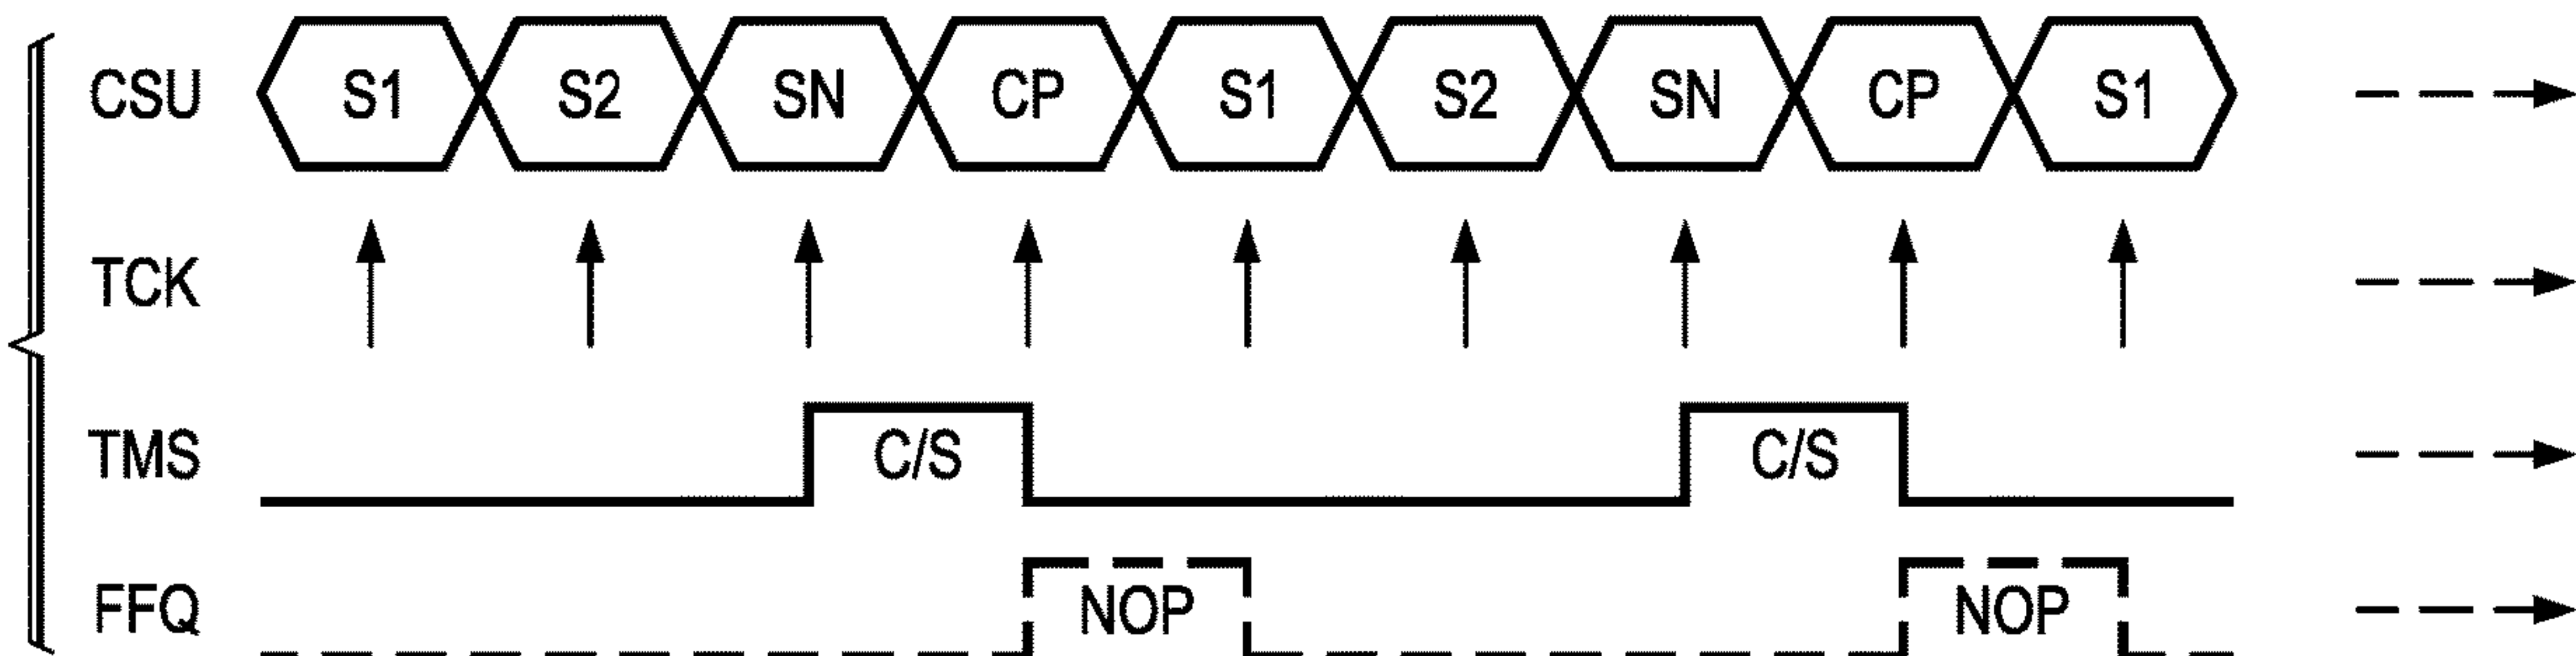 CSU S1 S2 SN CP S1 S2 SN CP S1
TCK
TMS C/S C/S
FFQ NOP NOP